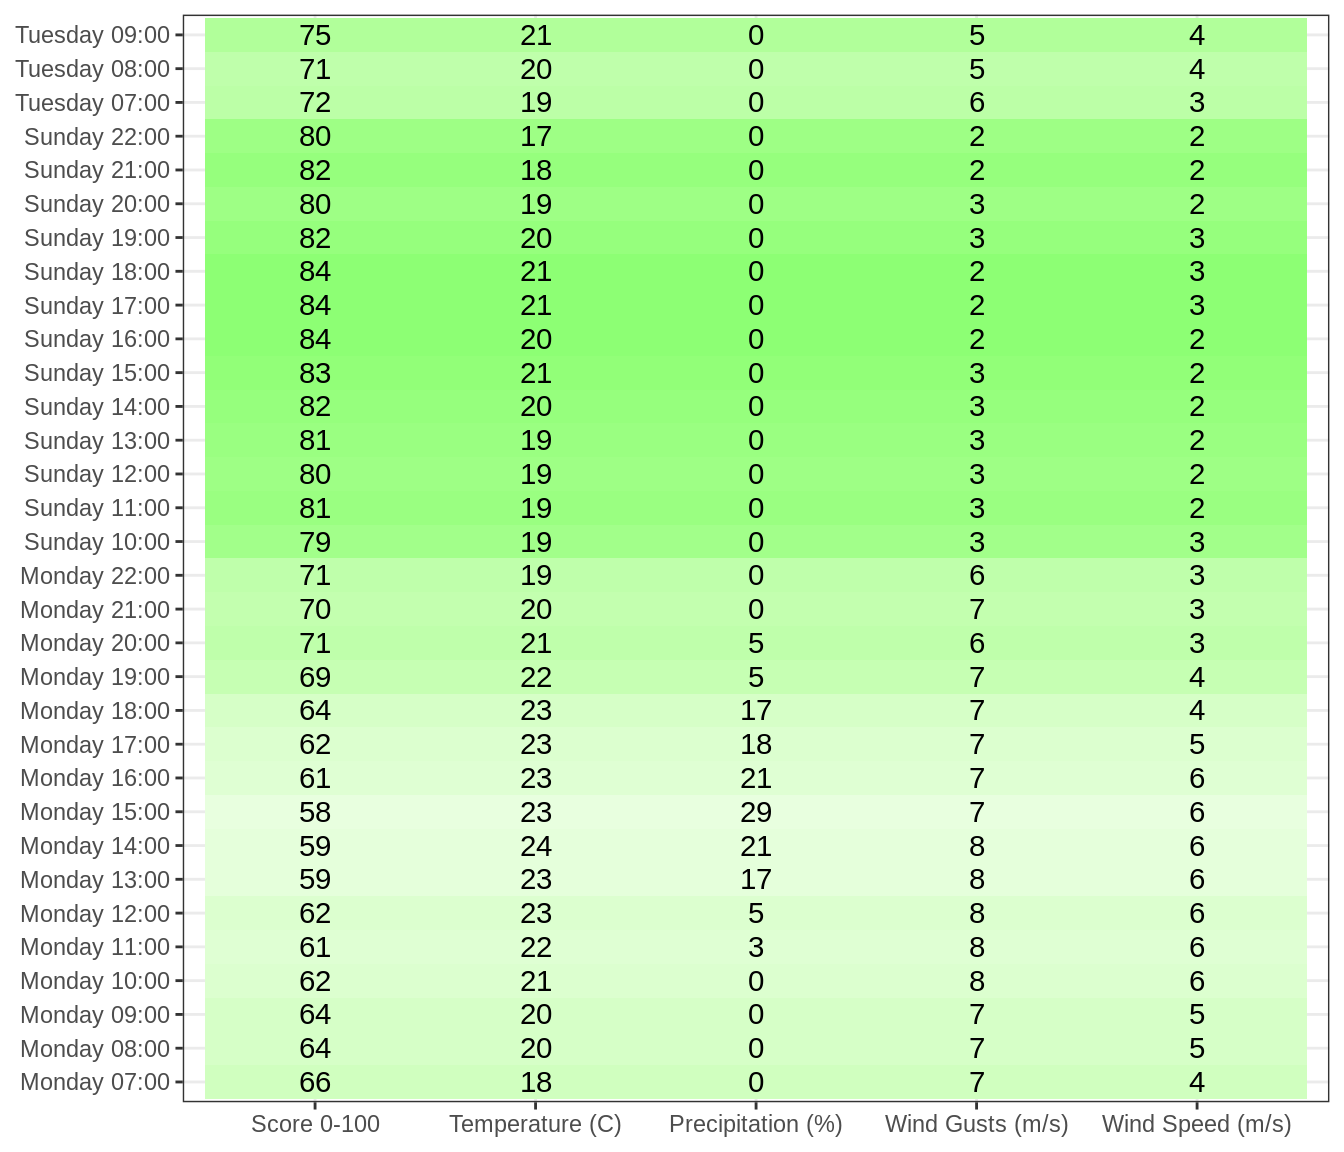 Tuesday 09:00 75 21 0 5 4
Tuesday 08:00 71 20 0 5 4
Tuesday 07:00 72 19 0 6 3
Sunday 22:00 80 17 0 2 2
Sunday 21:00 82 18 0 2 2
Sunday 20:00 80 19 0 3 2
Sunday 19:00 82 20 0 3 3
Sunday 18:00 84 21 0 2 3
Sunday 17:00 84 21 0 2 3
Sunday 16:00 84 20 0 2 2
Sunday 15:00 83 21 0 3 2
Sunday 14:00 82 20 0 3 2
Sunday 13:00 81 19 0 3 2
Sunday 12:00 80 19 0 3 2
Sunday 11:00 81 19 0 3 2
Sunday 10:00 79 19 0 3 3
Monday 22:00 71 19 0 6 3
Monday 21:00 70 20 0 7 3
Monday 20:00 71 21 5 6 3
Monday 19:00 69 22 5 7 4
Monday 18:00 64 23 17 7 4
Monday 17:00 62 23 18 7 5
Monday 16:00 61 23 21 7 6
Monday 15:00 58 23 29 7 6
Monday 14:00 59 24 21 8 6
Monday 13:00 59 23 17 8 6
Monday 12:00 62 23 5 8 6
Monday 11:00 61 22 3 8 6
Monday 10:00 62 21 0 8 6
Monday 09:00 64 20 0 7 5
Monday 08:00 64 20 0 7 5
Monday 07:00 66 18 0 7 4
Score 0-100 Temperature (C) Precipitation (%) Wind Gusts (m/s) Wind Speed (m/s)